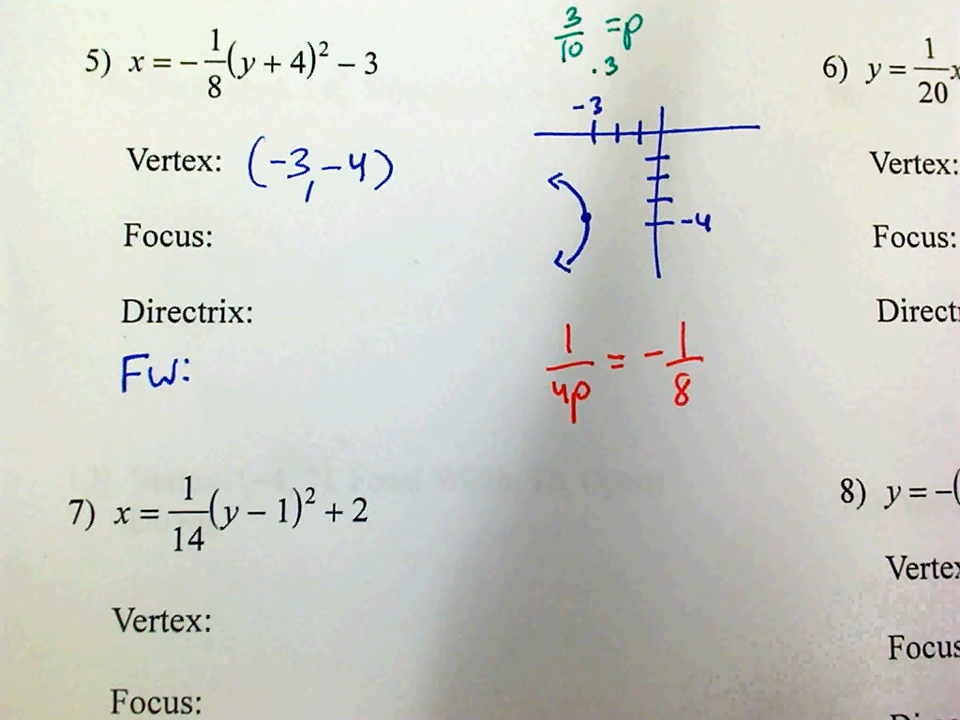 3/10 = p
.3
5) x = -1/8(y + 4)² - 3
6) y = 1/20 x
-3
Vertex: (-3, -4)
Vertex:
-4
Focus:
Focus:
Directrix:
Direct
FW:
1/4p = -1/8
7) x = 1/14(y - 1)² + 2
8) y = -(
Vertex:
Vertex
Focus:
Focus